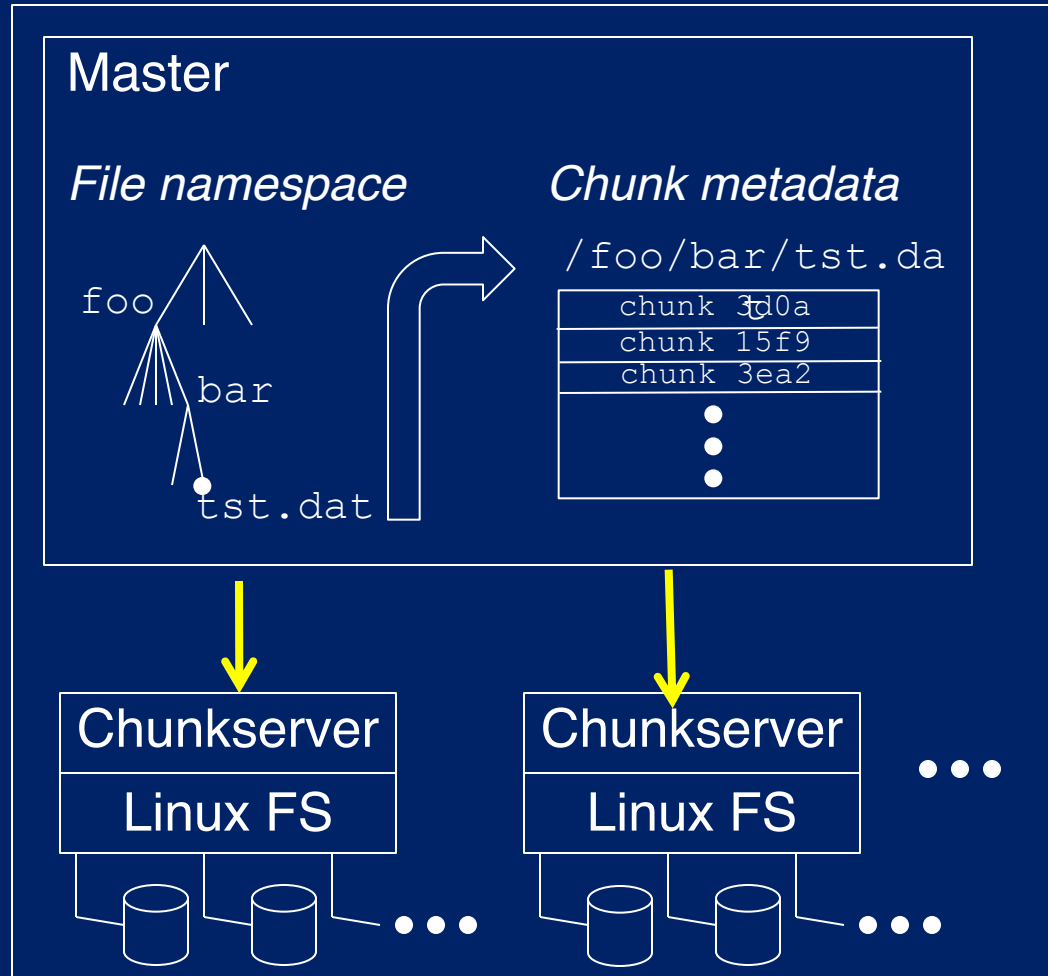 Master
File namespace
Chunk metadata
foo
bar
tst.dat
/foo/bar/tst.da
t
chunk 3d0a
chunk 15f9
chunk 3ea2
Chunkserver
Linux FS
Chunkserver
Linux FS